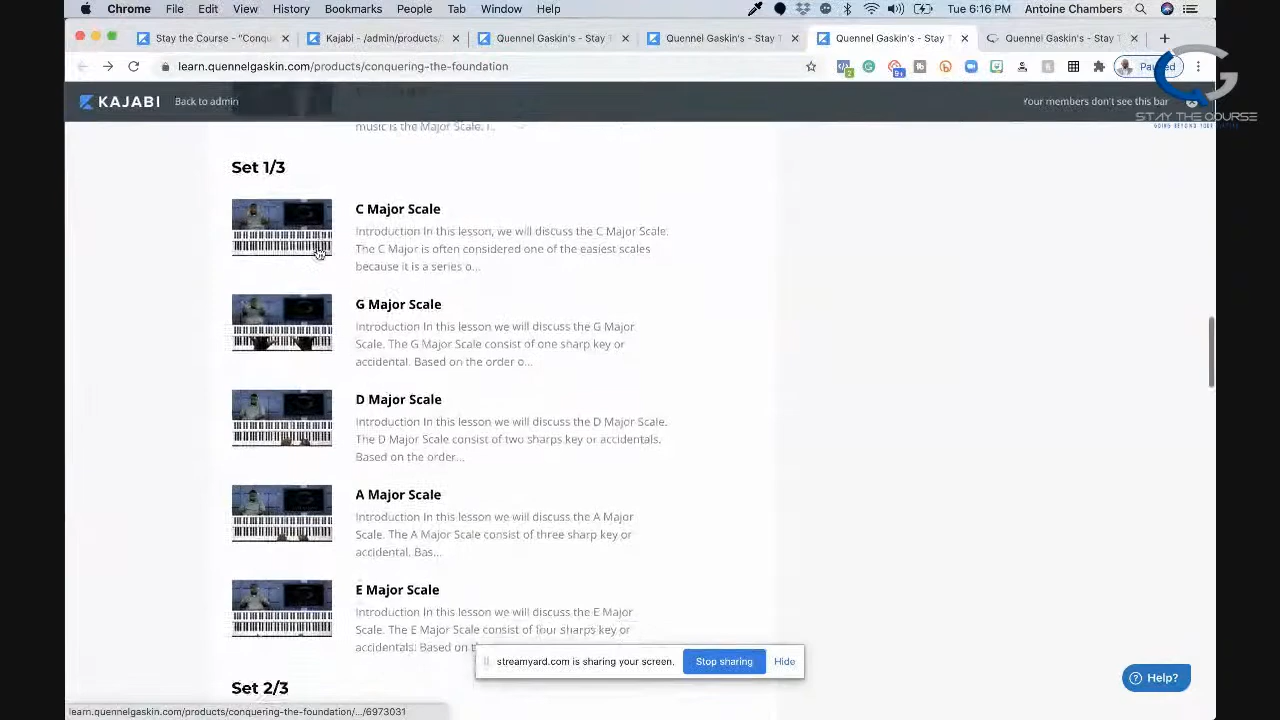 Chrome File Edit View History Bookmarks People Tab Window Help Tue 6:16 PM Antoine Chambers
Stay the Course - "Conqu Kajabi - /admin/products/ Quennel Gaskin's - Stay T Quennel Gaskin's - Stay T Quennel Gaskin's - Stay T Quennel Gaskin's - Stay T
learn.quennelgaskin.com/products/conquering-the-foundation
KAJABI Back to admin Your members don't see this bar
STAY THE COURSE
music is the Major Scale. I..
Set 1/3
C Major Scale
Introduction In this lesson, we will discuss the C Major Scale.
The C Major is often considered one of the easiest scales
because it is a series o...
G Major Scale
Introduction In this lesson we will discuss the G Major
Scale. The G Major Scale consist of one sharp key or
accidental. Based on the order o...
D Major Scale
Introduction In this lesson we will discuss the D Major Scale.
The D Major Scale consist of two sharps key or accidentals.
Based on the order...
A Major Scale
Introduction In this lesson we will discuss the A Major
Scale. The A Major Scale consist of three sharp key or
accidental. Bas...
E Major Scale
Introduction In this lesson we will discuss the E Major
Scale. The E Major Scale consist of four sharps key or
accidentals. Based on t
streamyard.com is sharing your screen. Stop sharing Hide
Help?
Set 2/3
learn.quennelgaskin.com/products/conquering-the-foundation/.../6973031